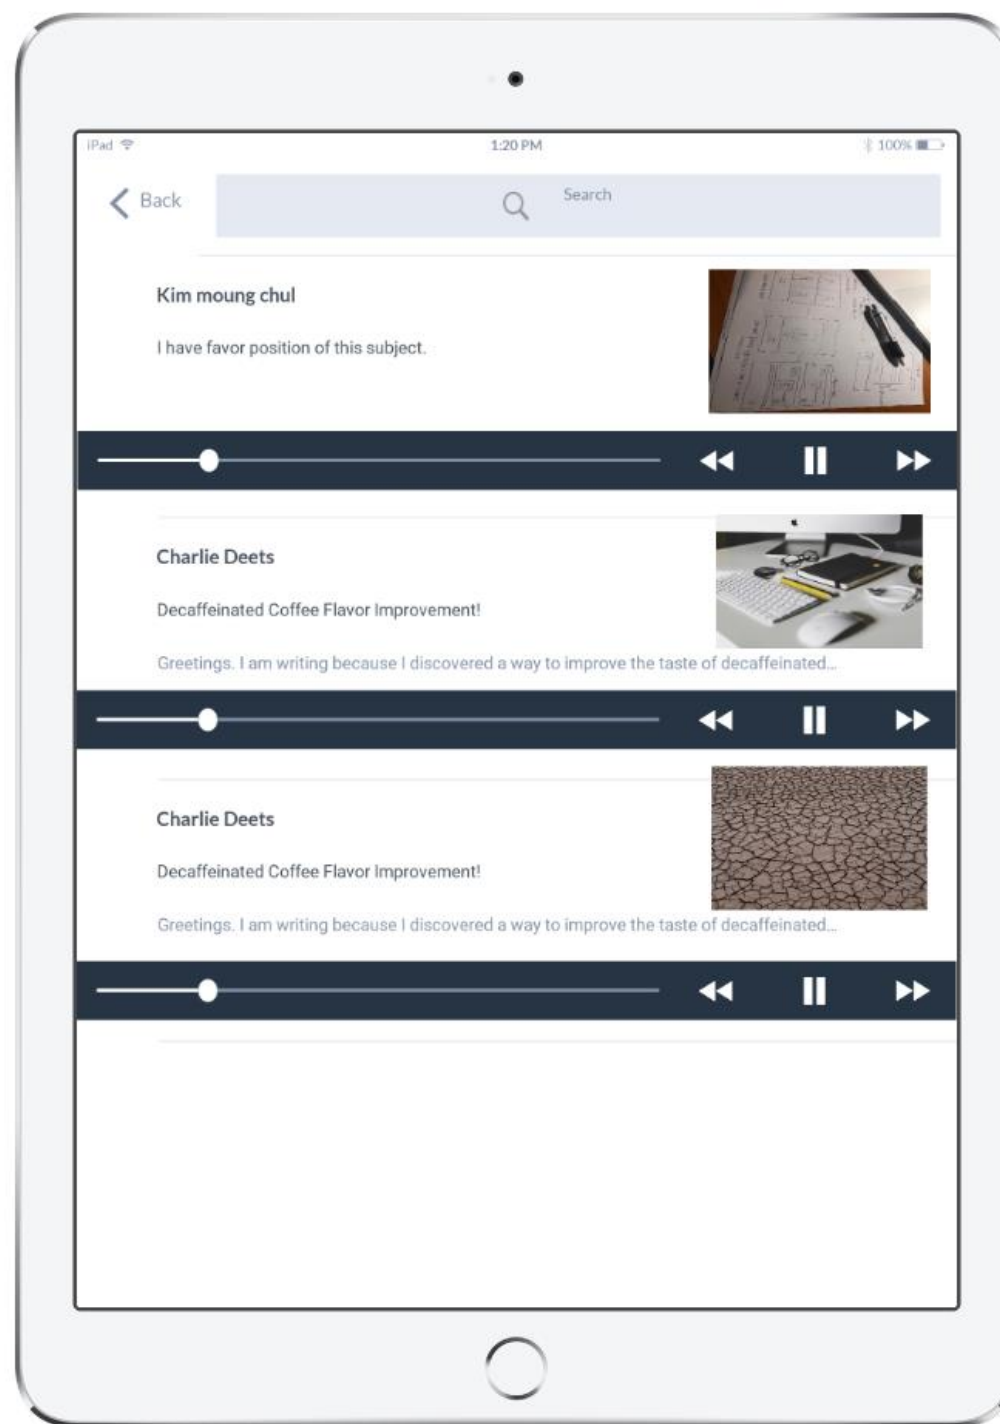 iPad
1:20 PM
100%
Back
Search
Kim moung chul
I have favor position of this subject.
Charlie Deets
Decaffeinated Coffee Flavor Improvement!
Greetings. I am writing because I discovered a way to improve the taste of decaffeinated...
Charlie Deets
Decaffeinated Coffee Flavor Improvement!
Greetings. I am writing because I discovered a way to improve the taste of decaffeinated...